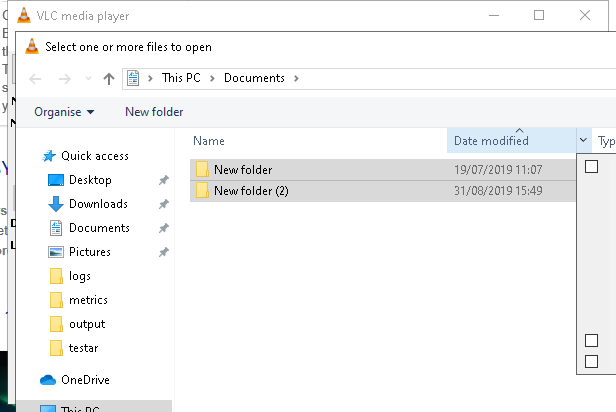 VLC media player
Select one or more files to open
This PC > Documents >
Organise New folder
Name Date modified
New folder 19/07/2019 11:07
New folder (2) 31/08/2019 15:49
Quick access
Desktop
Downloads
Documents
Pictures
logs
metrics
output
testar
OneDrive
This PC